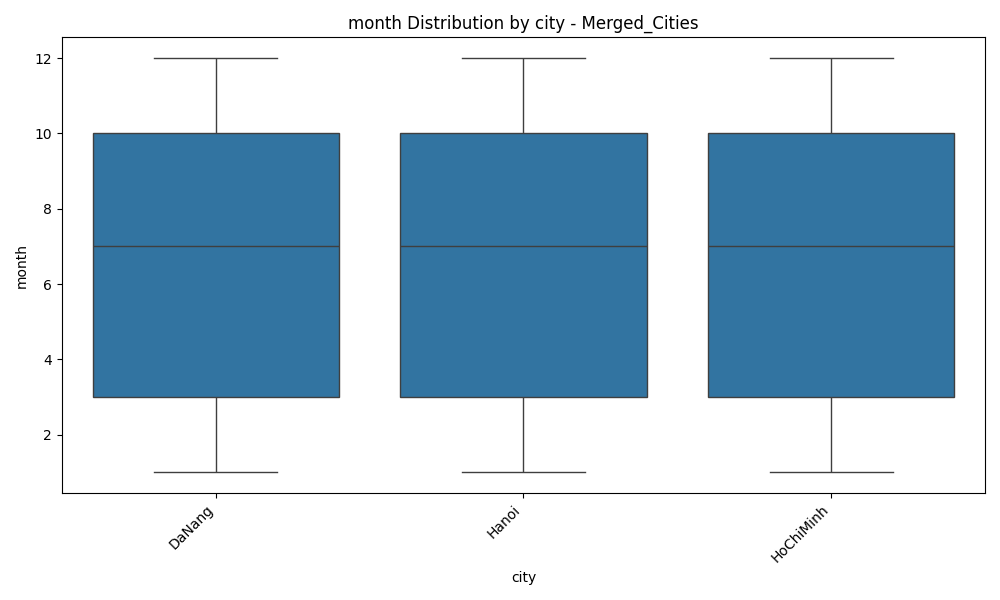 month Distribution by city - Merged_Cities
12
10
8
6
4
2
month
DaNang
Hanoi
HoChiMinh
city